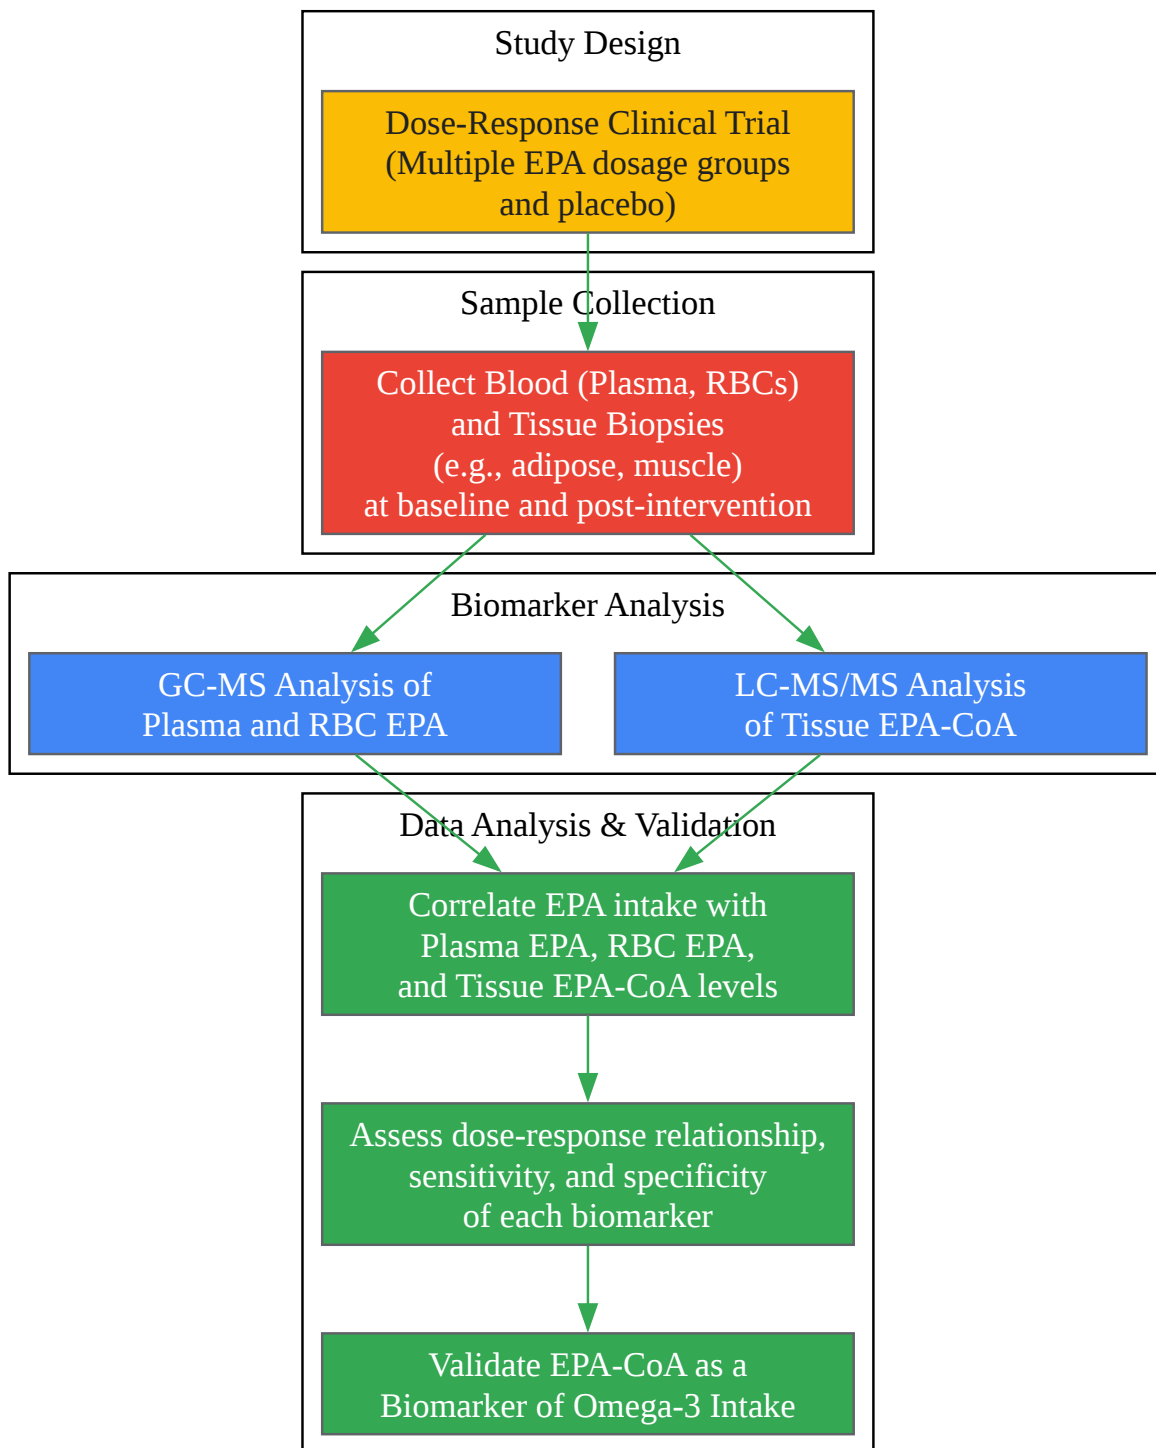 Study Design
Dose-Response Clinical Trial
(Multiple EPA dosage groups
and placebo)
Sample Collection
Collect Blood (Plasma, RBCs)
and Tissue Biopsies
(e.g., adipose, muscle)
at baseline and post-intervention
Biomarker Analysis
GC-MS Analysis of
Plasma and RBC EPA
LC-MS/MS Analysis
of Tissue EPA-CoA
Data Analysis & Validation
Correlate EPA intake with
Plasma EPA, RBC EPA,
and Tissue EPA-CoA levels
Assess dose-response relationship,
sensitivity, and specificity
of each biomarker
Validate EPA-CoA as a
Biomarker of Omega-3 Intake